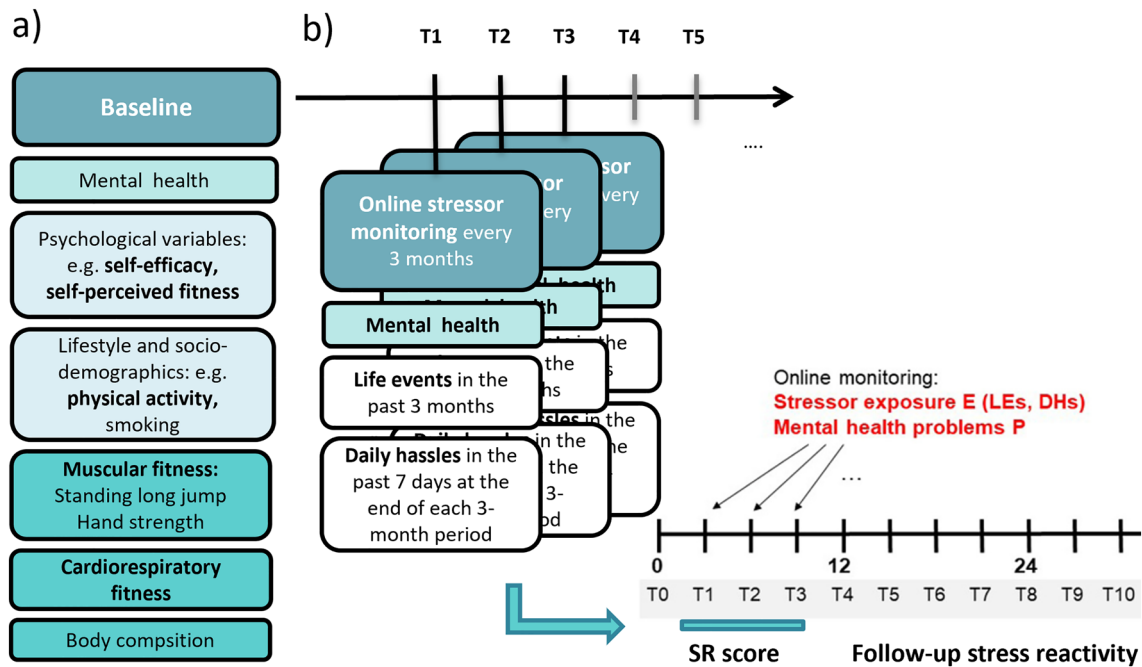 a)
Baseline
Mental health
Psychological variables:
e.g. self-efficacy,
self-perceived fitness
Lifestyle and socio-
demographics: e.g.
physical activity,
smoking
Muscular fitness:
Standing long jump
Hand strength
Cardiorespiratory
fitness
Body compsition
b)
T1 T2 T3 T4 T5
....
Online stressor
monitoring every
3 months
Mental health
Life events in the
past 3 months
Daily hassles in the
past 7 days at the
end of each 3-
month period
Online monitoring:
Stressor exposure E (LEs, DHs)
Mental health problems P
...
0 12 24
T0 T1 T2 T3 T4 T5 T6 T7 T8 T9 T10
SR score
Follow-up stress reactivity